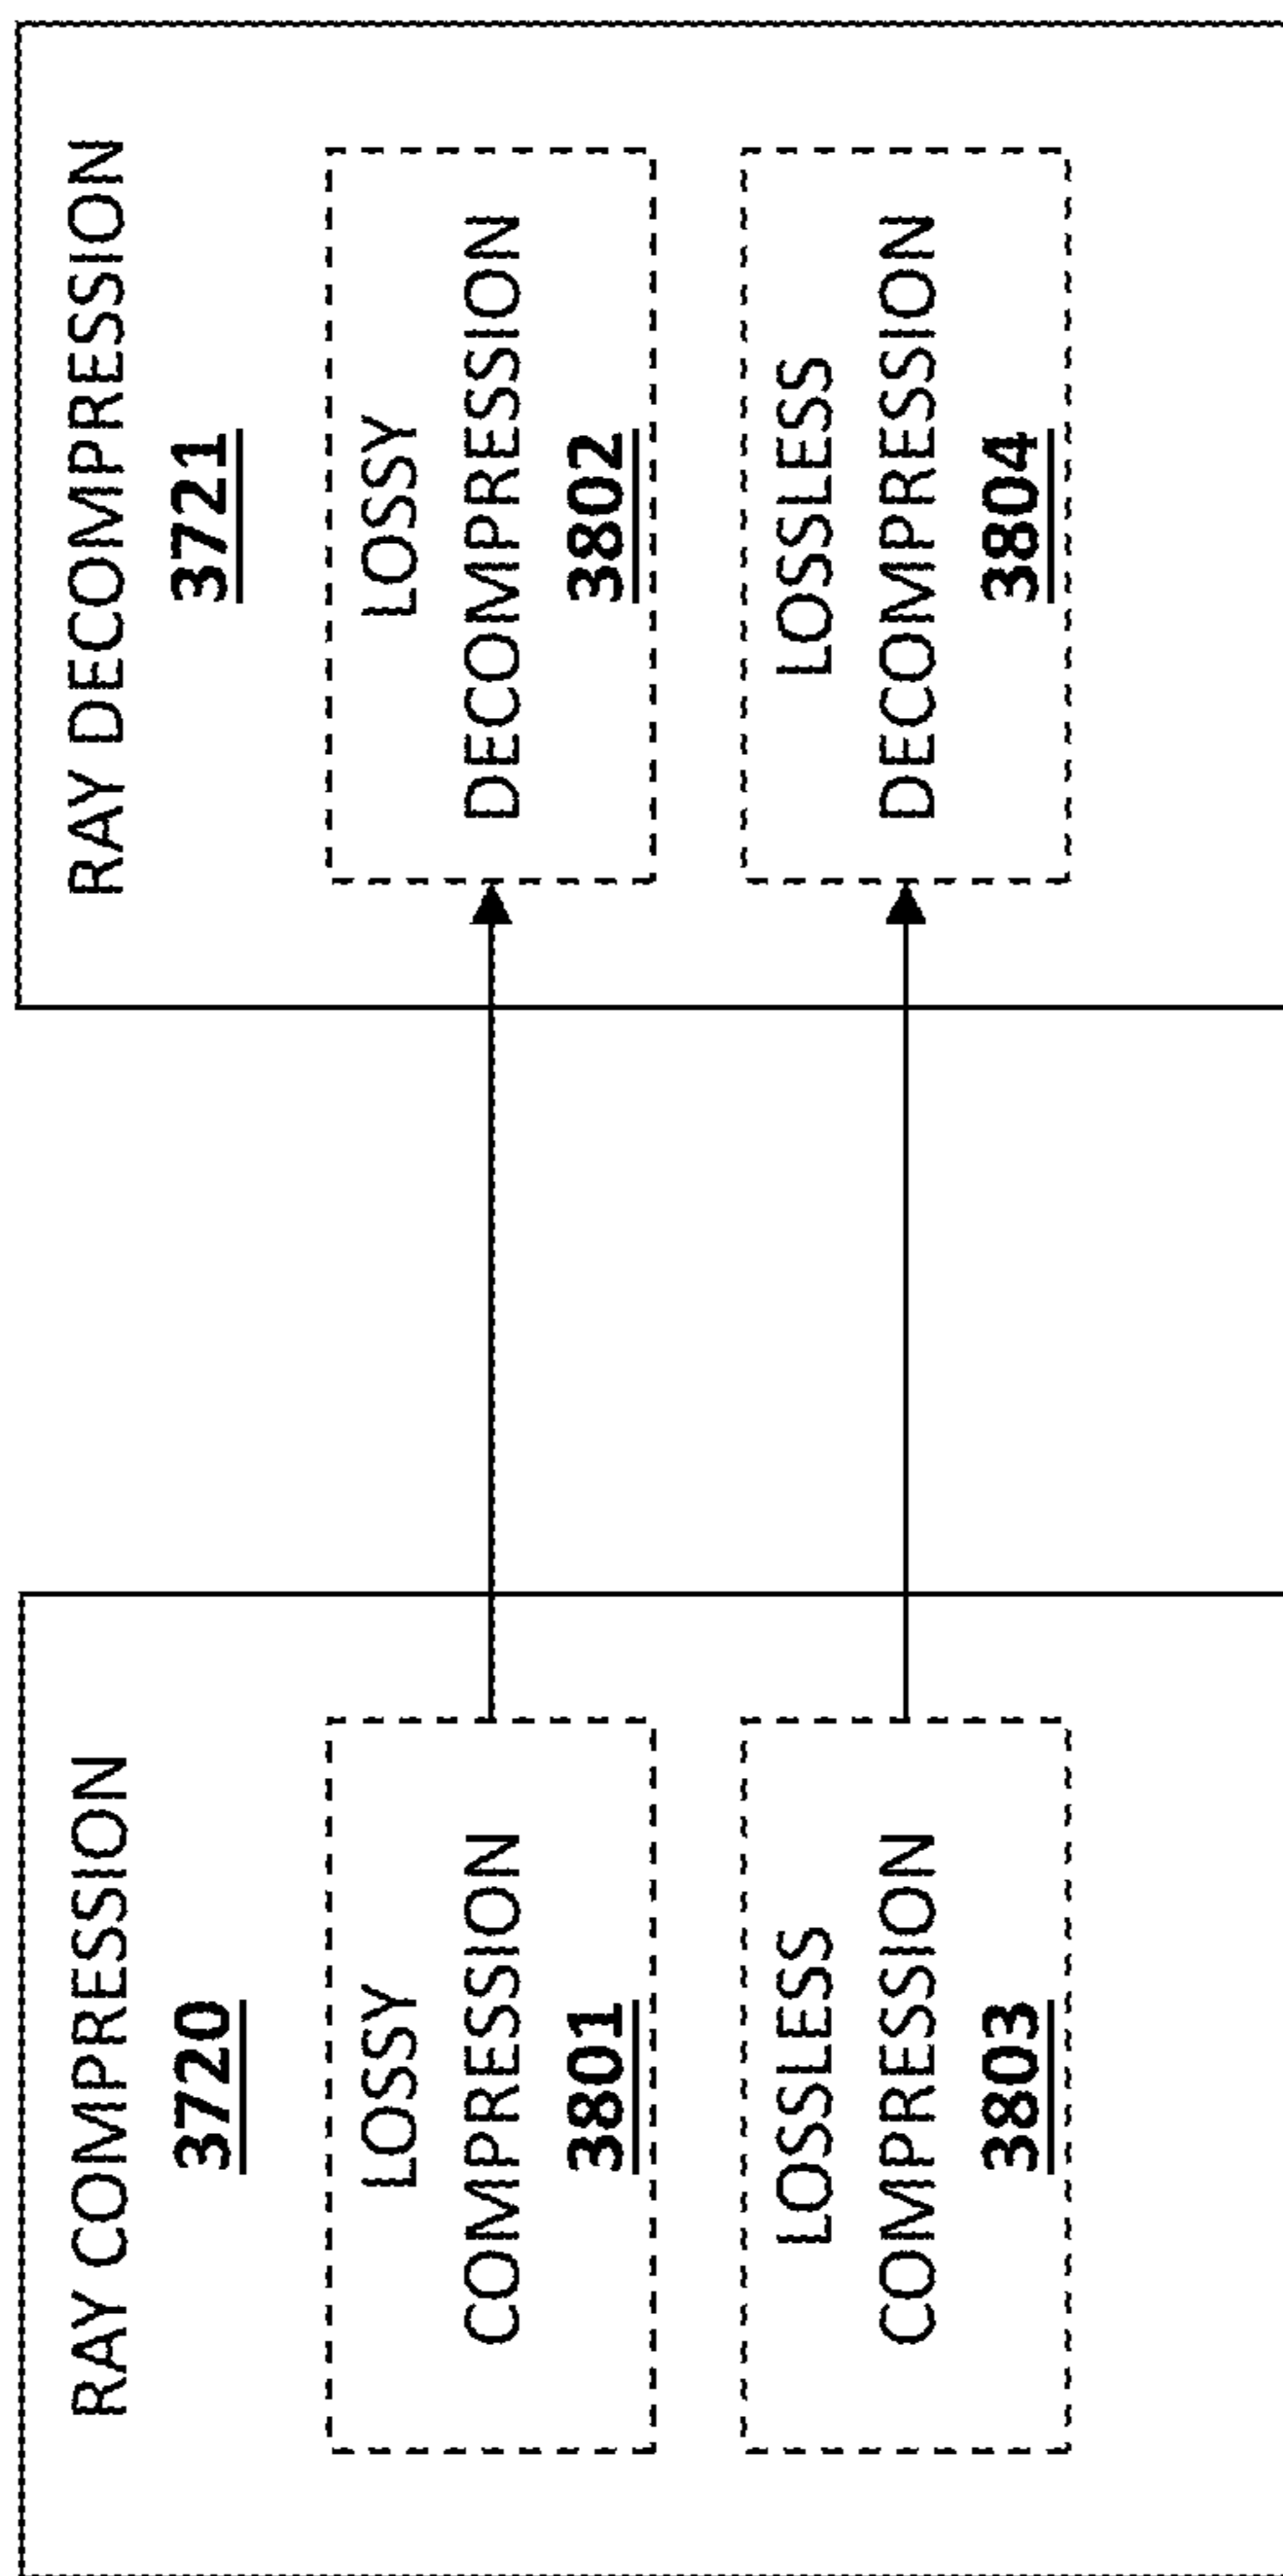 RAY COMPRESSION
3720
LOSSY
COMPRESSION
3801
LOSSLESS
COMPRESSION
3803
RAY DECOMPRESSION
3721
LOSSY
DECOMPRESSION
3802
LOSSLESS
DECOMPRESSION
3804